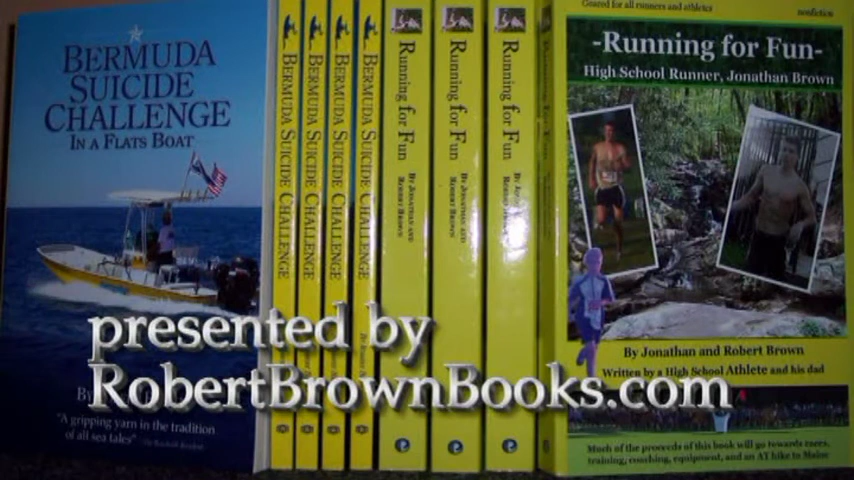 BERMUDA
SUICIDE
CHALLENGE
IN A FLATS BOAT
By
"A gripping yarn in the tradition
of all sea tales"
BERMUDA SUICIDE CHALLENGE
BERMUDA SUICIDE CHALLENGE
BERMUDA SUICIDE CHALLENGE
BERMUDA SUICIDE CHALLENGE
Running for Fun
BY JONATHAN AND
ROBERT BROWN
Running for Fun
BY JONATHAN AND
ROBERT BROWN
Running for Fun
BY
ROBERT BROWN
Geared for all runners and athletes
nonfiction
-Running for Fun-
High School Runner, Jonathan Brown
By Jonathan and Robert Brown
Written by a High School Athlete and his dad
Much of the proceeds of this book will go towards races,
training, coaching, equipment, and an AT hike to Maine
presented by
RobertBrownBooks.com